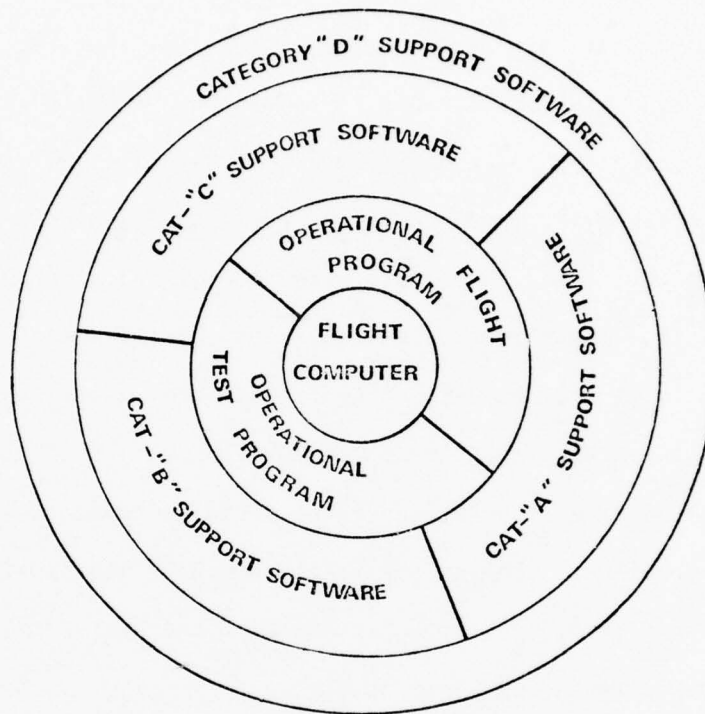 CATEGORY "D" SUPPORT SOFTWARE
CAT-"C" SUPPORT SOFTWARE
OPERATIONAL FLIGHT
PROGRAM
FLIGHT
COMPUTER
TEST PROGRAM
OPERATIONAL
CAT-"A" SUPPORT SOFTWARE
CAT-"B" SUPPORT SOFTWARE